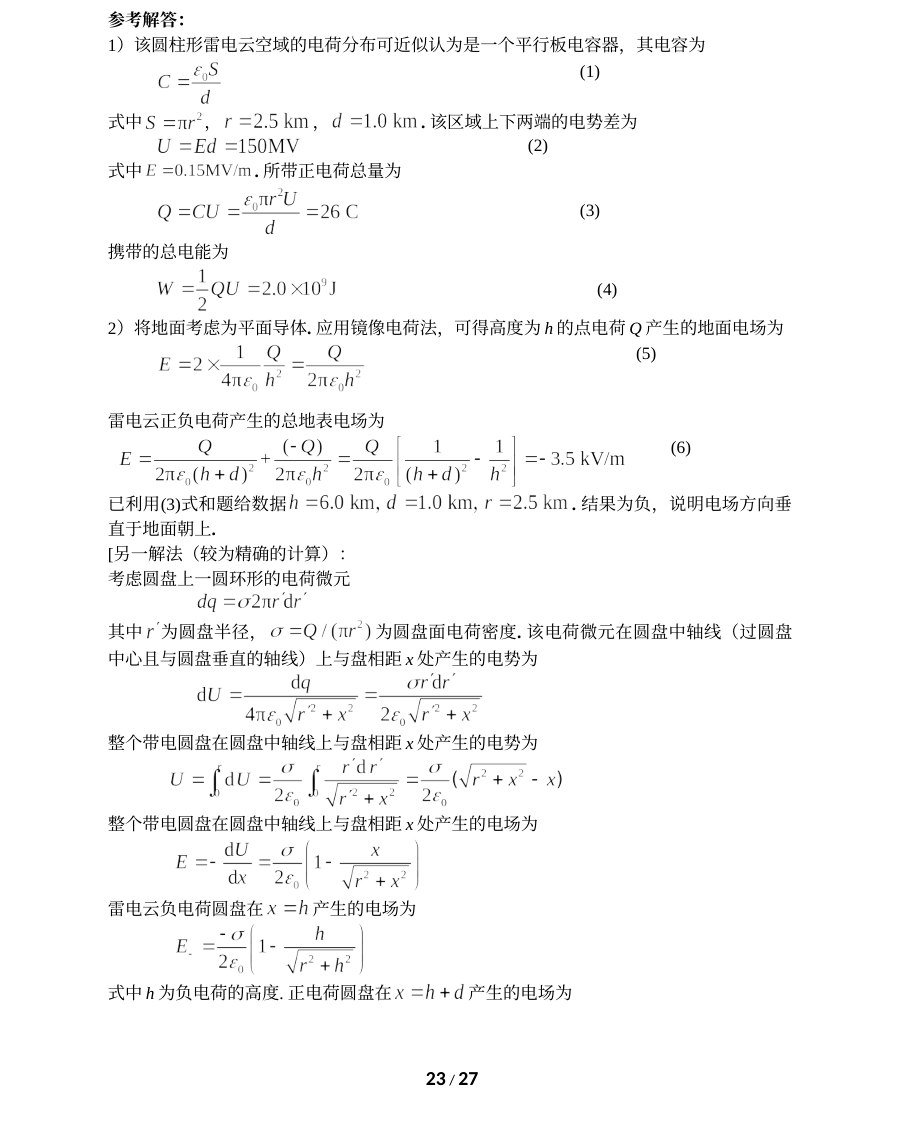 参考解答：
1）该圆柱形雷电云空域的电荷分布可近似认为是一个平行板电容器，其电容为
C = ε₀S / d (1)
式中 S = πr², r = 2.5 km, d = 1.0 km . 该区域上下两端的电势差为
U = Ed = 150MV (2)
式中 E = 0.15MV/m . 所带正电荷总量为
Q = CU = ε₀πr²U / d = 26 C (3)
携带的总电能为
W = 1/2 QU = 2.0 × 10⁹ J (4)
2）将地面考虑为平面导体. 应用镜像电荷法，可得高度为 h 的点电荷 Q 产生的地面电场为
E = 2 × 1/(4πε₀) Q/h² = Q/(2πε₀h²) (5)
雷电云正负电荷产生的总地表电场为
E = Q/(2πε₀(h + d)²) + (− Q)/(2πε₀h²) = Q/(2πε₀) [1/(h + d)² − 1/h²] = − 3.5 kV/m (6)
已利用(3)式和题给数据 h = 6.0 km, d = 1.0 km, r = 2.5 km . 结果为负，说明电场方向垂
直于地面朝上.
[另一解法（较为精确的计算）：
考虑圆盘上一圆环形的电荷微元
dq = σ2πr′dr′
其中 r′ 为圆盘半径， σ = Q / (πr²) 为圆盘面电荷密度. 该电荷微元在圆盘中轴线（过圆盘
中心且与圆盘垂直的轴线）上与盘相距 x 处产生的电势为
dU = dq/(4πε₀√(r′² + x²)) = σr′dr′/(2ε₀√(r′² + x²))
整个带电圆盘在圆盘中轴线上与盘相距 x 处产生的电势为
U = ∫₀ʳ dU = σ/(2ε₀) ∫₀ʳ r′dr′/√(r′² + x²) = σ/(2ε₀) (√(r² + x²) − x)
整个带电圆盘在圆盘中轴线上与盘相距 x 处产生的电场为
E = − dU/dx = σ/(2ε₀) (1 − x/√(r² + x²))
雷电云负电荷圆盘在 x = h 产生的电场为
E₋ = −σ/(2ε₀) (1 − h/√(r² + h²))
式中 h 为负电荷的高度. 正电荷圆盘在 x = h + d 产生的电场为
23 / 27